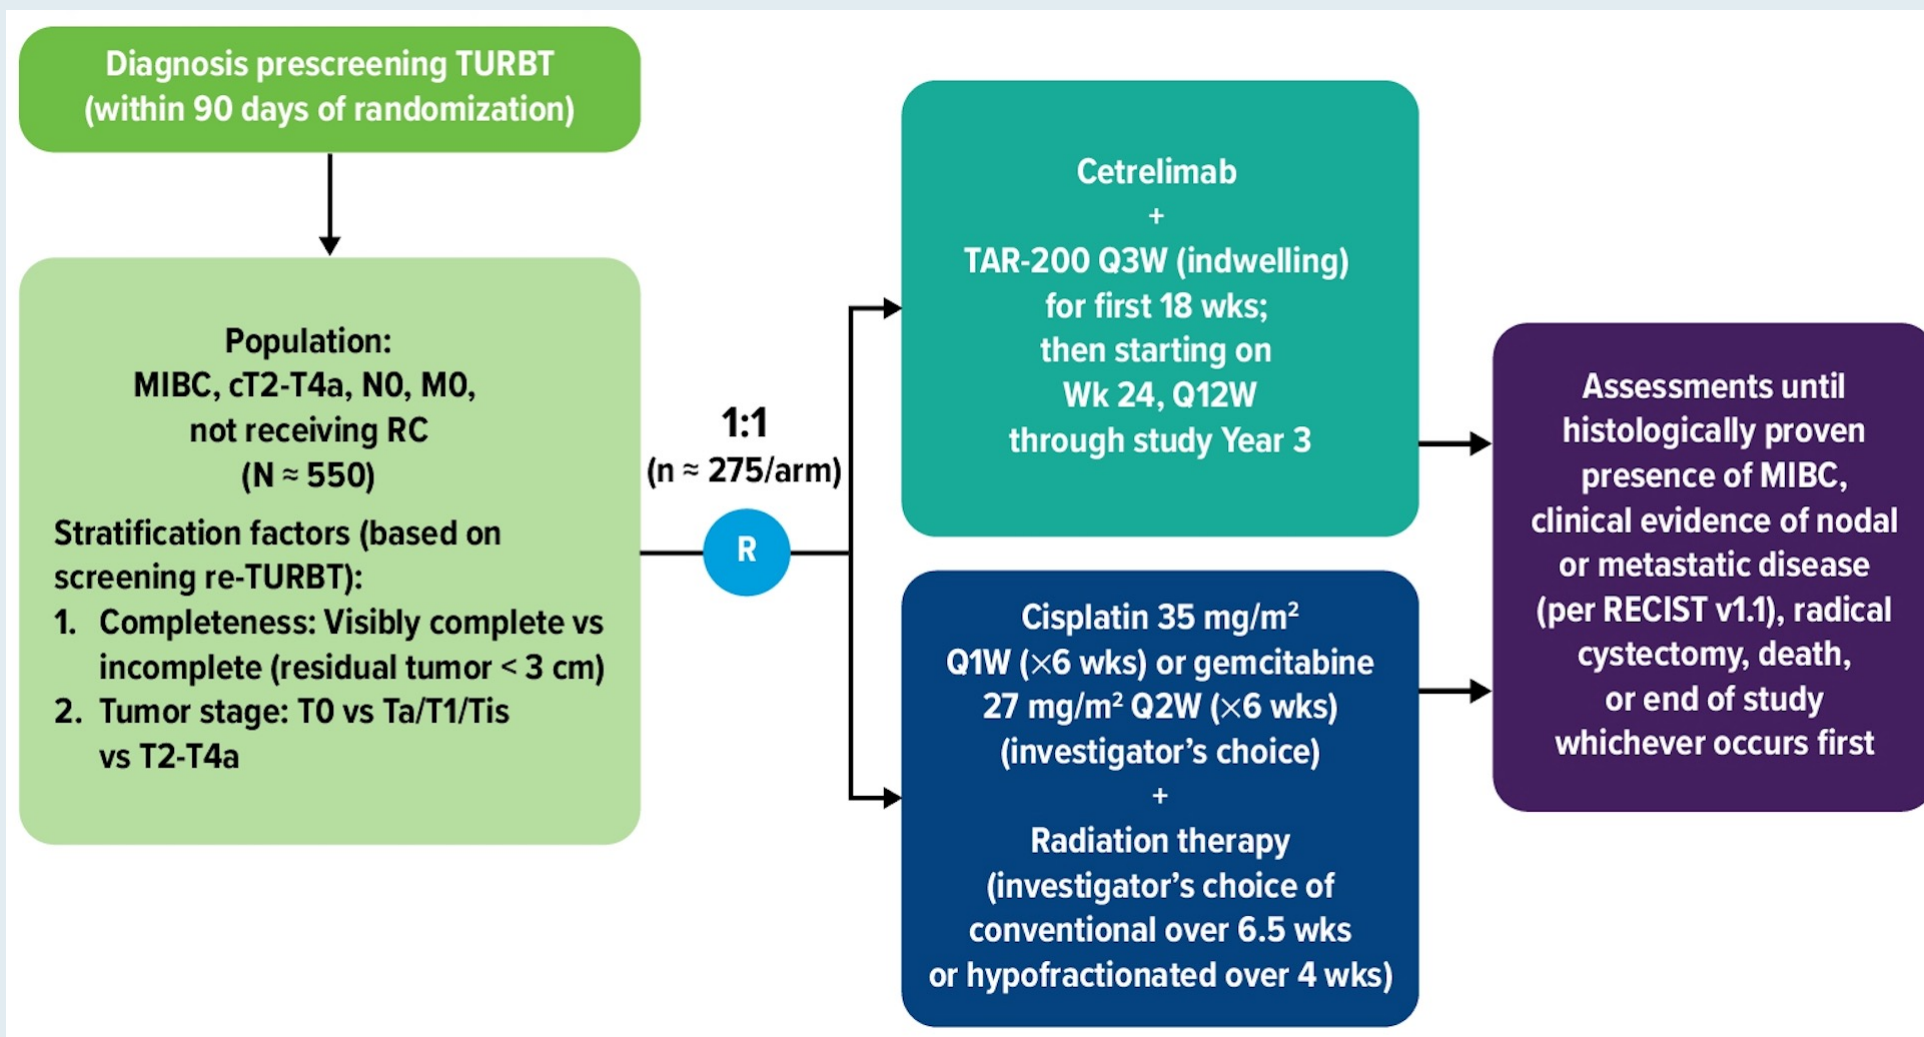 Diagnosis prescreening TURBT
(within 90 days of randomization)
Population:
MIBC, cT2-T4a, N0, M0,
not receiving RC
(N ≈ 550)
Stratification factors (based on
screening re-TURBT):
1. Completeness: Visibly complete vs
incomplete (residual tumor < 3 cm)
2. Tumor stage: T0 vs Ta/T1/Tis
vs T2-T4a
1:1
(n ≈ 275/arm)
R
Cetrelimab
+
TAR-200 Q3W (indwelling)
for first 18 wks;
then starting on
Wk 24, Q12W
through study Year 3
Cisplatin 35 mg/m²
Q1W (×6 wks) or gemcitabine
27 mg/m² Q2W (×6 wks)
(investigator’s choice)
+
Radiation therapy
(investigator’s choice of
conventional over 6.5 wks
or hypofractionated over 4 wks)
Assessments until
histologically proven
presence of MIBC,
clinical evidence of nodal
or metastatic disease
(per RECIST v1.1), radical
cystectomy, death,
or end of study
whichever occurs first